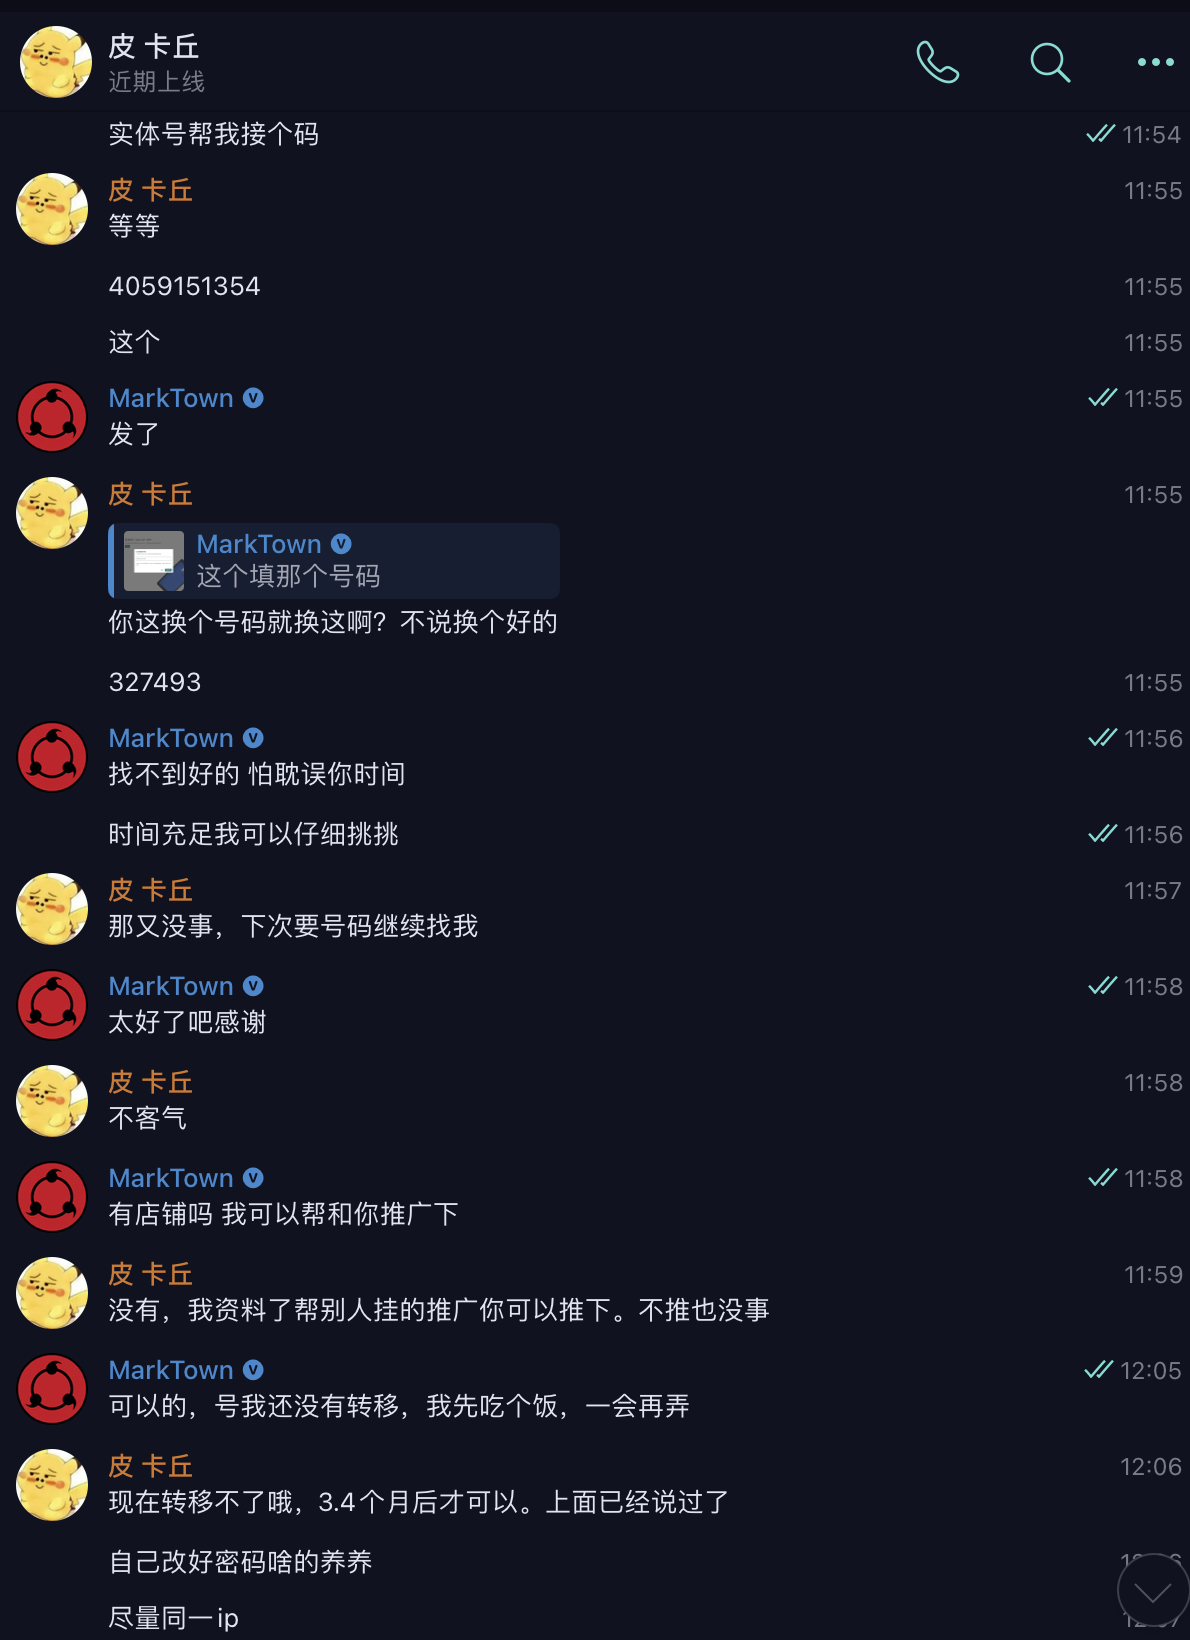 皮 卡丘
近期上线
实体号帮我接个码
11:54
皮 卡丘
11:55
等等
4059151354
11:55
这个
11:55
MarkTown
11:55
发了
皮 卡丘
11:55
MarkTown
这个填那个号码
你这换个号码就换这啊？不说换个好的
327493
11:55
MarkTown
11:56
找不到好的 怕耽误你时间
时间充足我可以仔细挑挑
11:56
皮 卡丘
11:57
那又没事，下次要号码继续找我
MarkTown
11:58
太好了吧感谢
皮 卡丘
11:58
不客气
MarkTown
11:58
有店铺吗 我可以帮和你推广下
皮 卡丘
11:59
没有，我资料了帮别人挂的推广你可以推下。不推也没事
MarkTown
12:05
可以的，号我还没有转移，我先吃个饭，一会再弄
皮 卡丘
12:06
现在转移不了哦，3.4个月后才可以。上面已经说过了
自己改好密码啥的养养
尽量同一ip